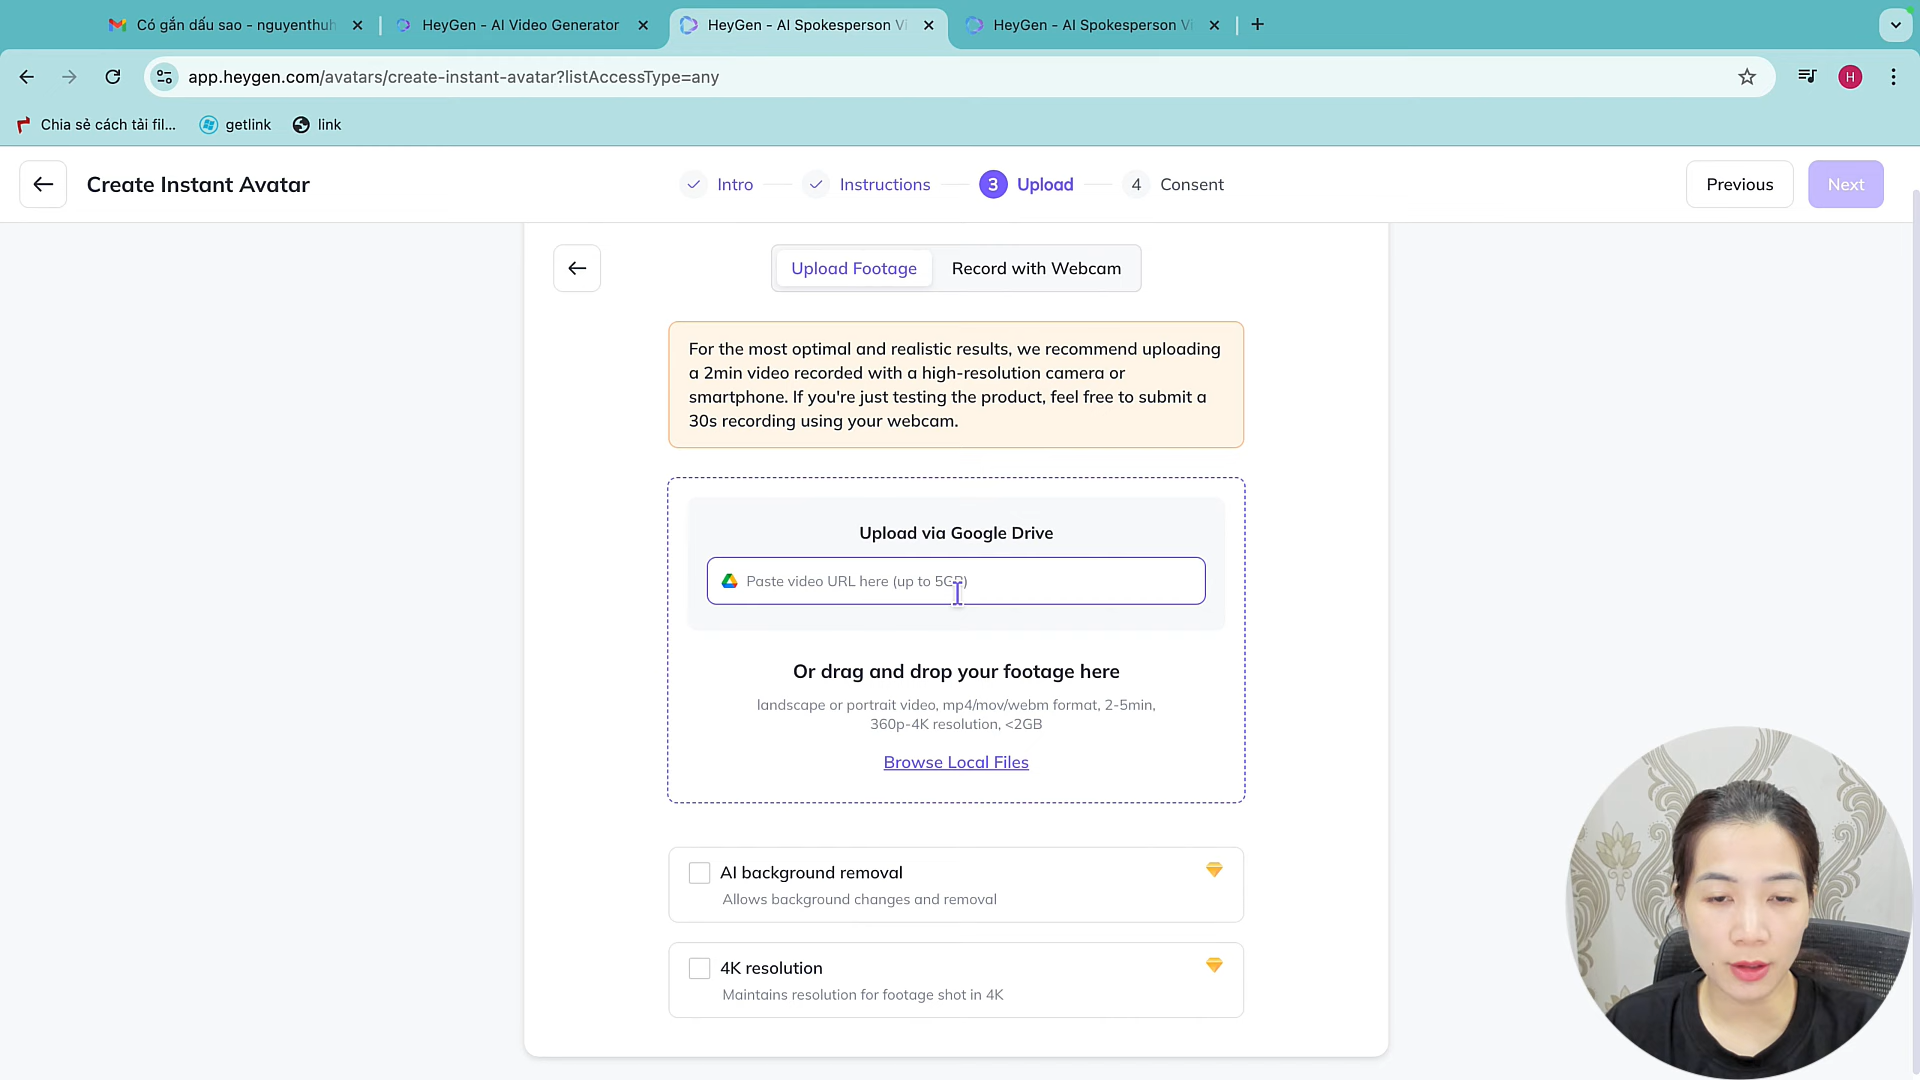 Có gắn dấu sao - nguyenthuh
HeyGen - AI Video Generator
HeyGen - AI Spokesperson Vi
HeyGen - AI Spokesperson Vi
app.heygen.com/avatars/create-instant-avatar?listAccessType=any
H
Chia sẻ cách tải fil...
getlink
link
Create Instant Avatar
Intro
Instructions
3 Upload
4 Consent
Previous
Next
Upload Footage
Record with Webcam
For the most optimal and realistic results, we recommend uploading
a 2min video recorded with a high-resolution camera or
smartphone. If you're just testing the product, feel free to submit a
30s recording using your webcam.
Upload via Google Drive
Paste video URL here (up to 5GB)
Or drag and drop your footage here
landscape or portrait video, mp4/mov/webm format, 2-5min,
360p-4K resolution, <2GB
Browse Local Files
AI background removal
Allows background changes and removal
4K resolution
Maintains resolution for footage shot in 4K